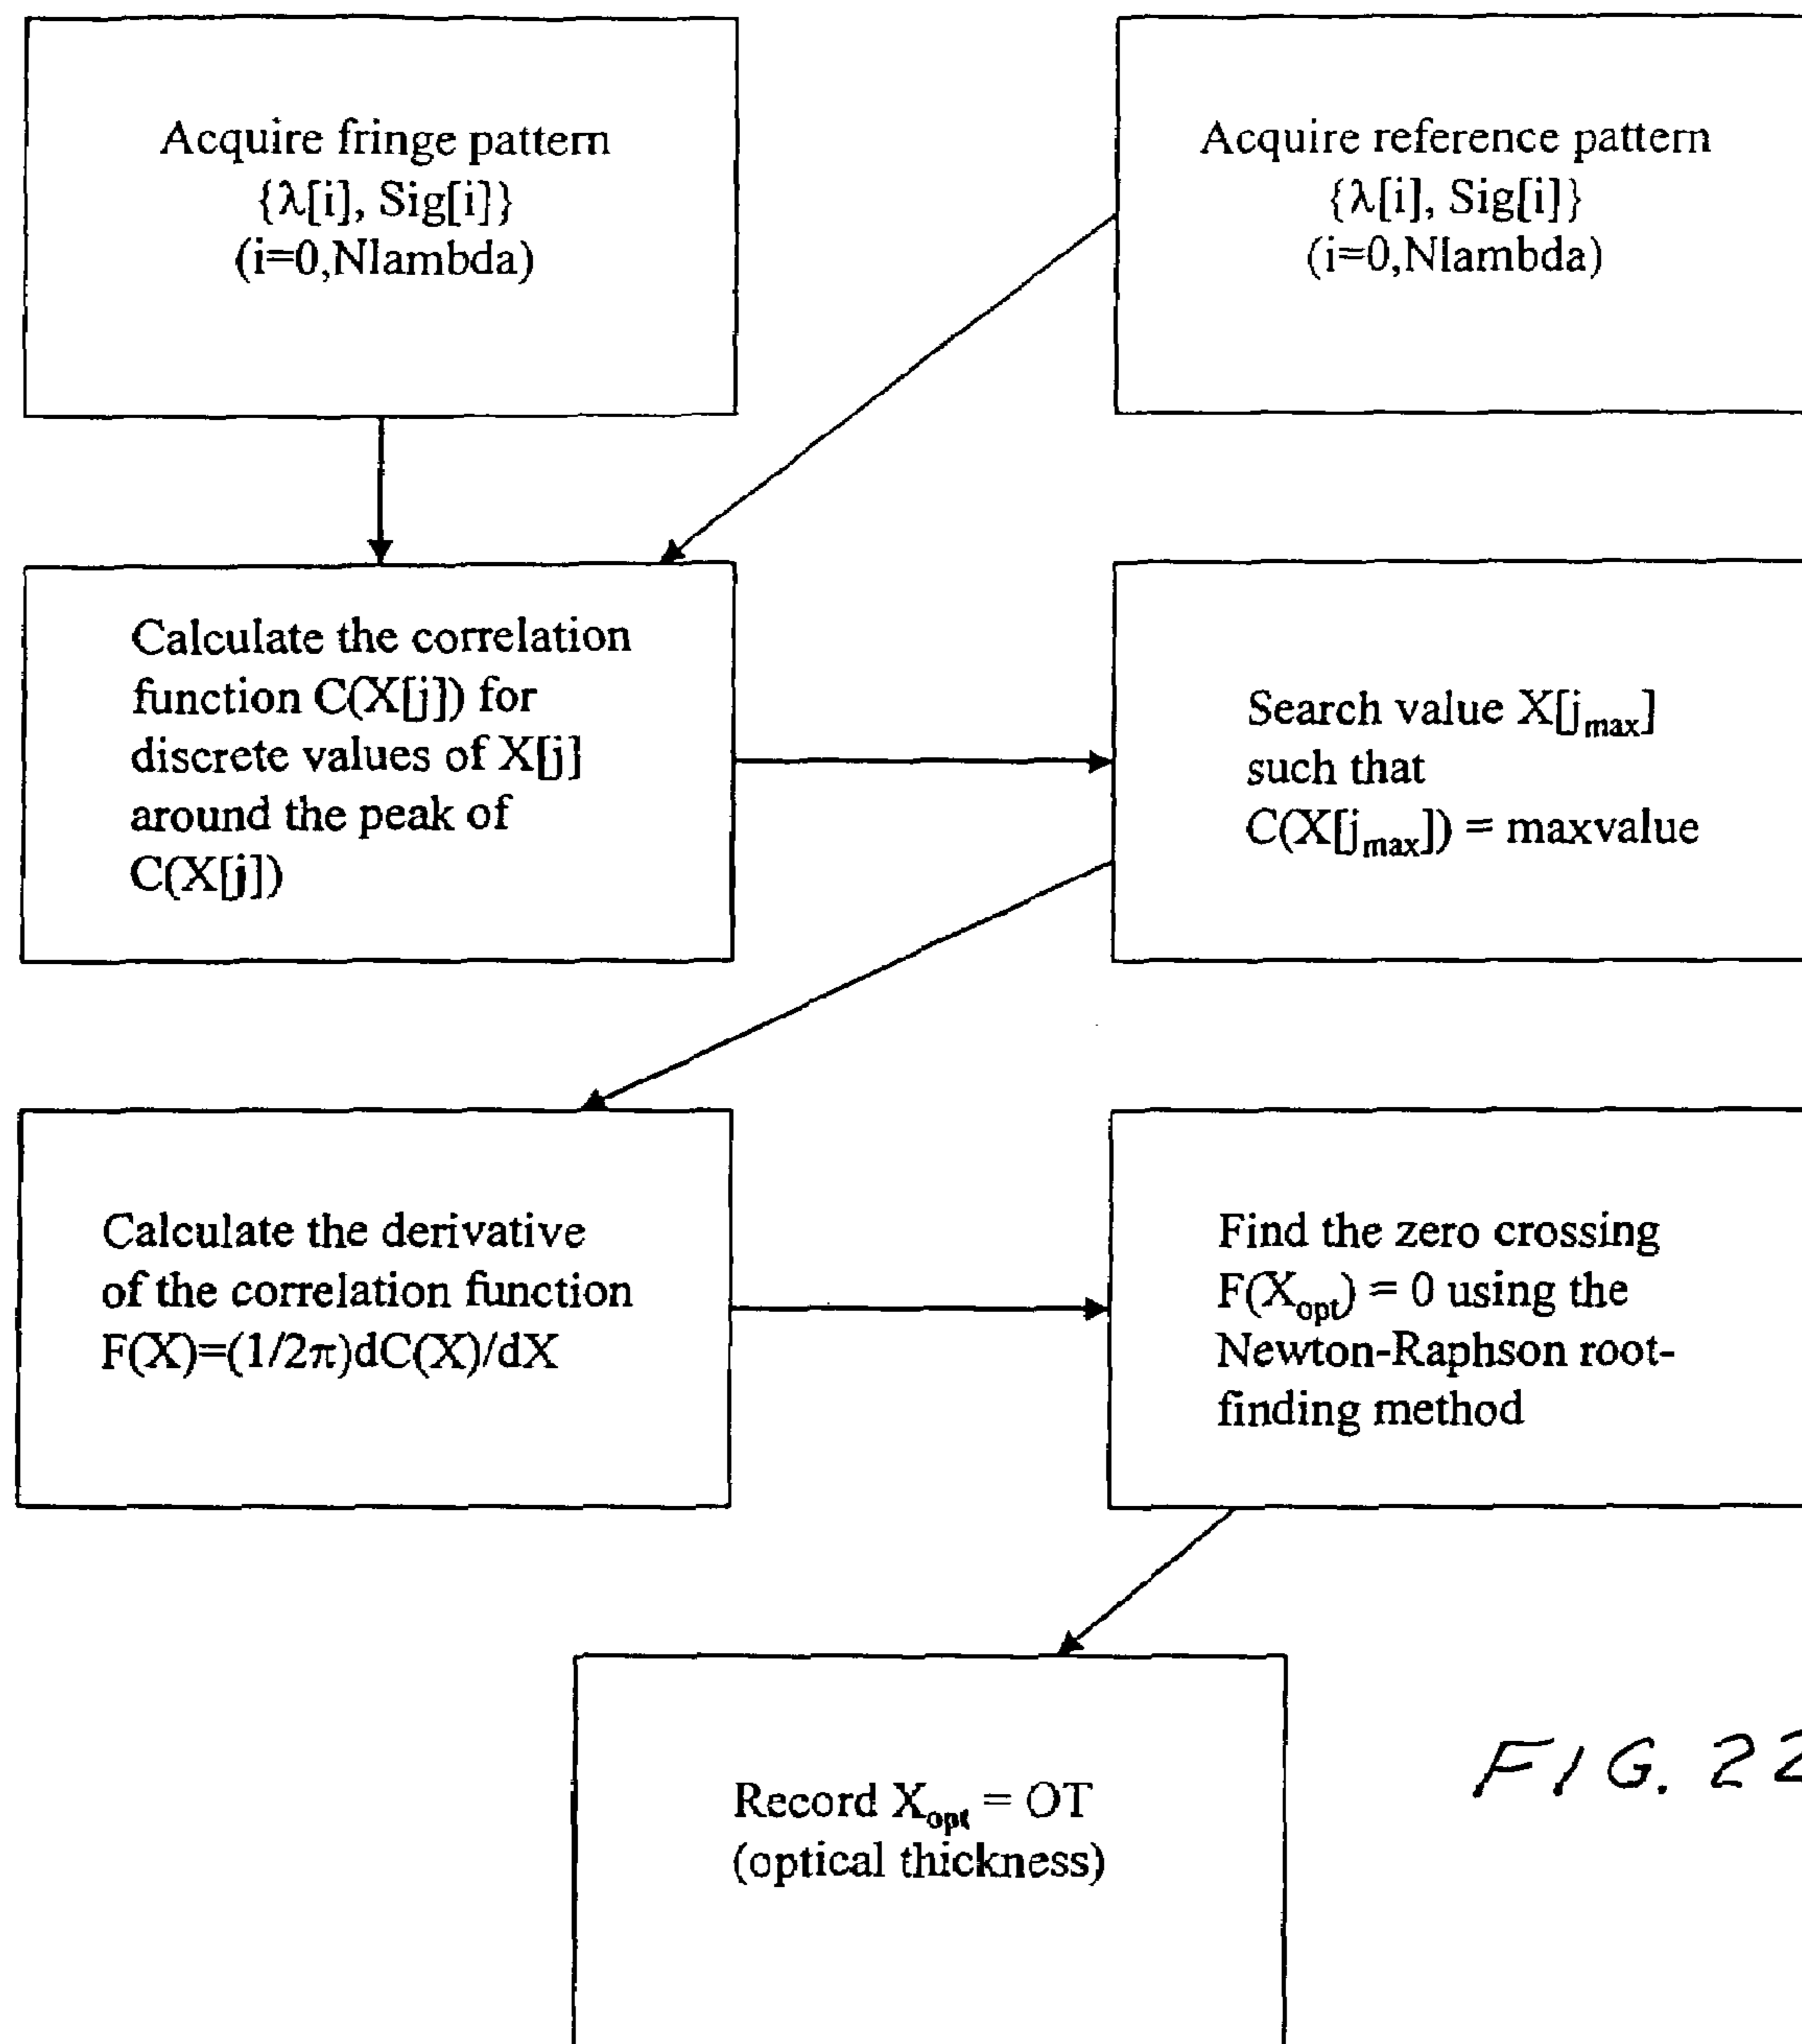 Acquire fringe pattern
{λ[i], Sig[i]}
(i=0,Nlambda)
Acquire reference pattern
{λ[i], Sig[i]}
(i=0,Nlambda)
Calculate the correlation
function C(X[j]) for
discrete values of X[j]
around the peak of
C(X[j])
Search value X[jmax]
such that
C(X[jmax]) = maxvalue
Calculate the derivative
of the correlation function
F(X)=(1/2π)dC(X)/dX
Find the zero crossing
F(Xopt) = 0 using the
Newton-Raphson root-
finding method
Record Xopt = OT
(optical thickness)
FIG. 22